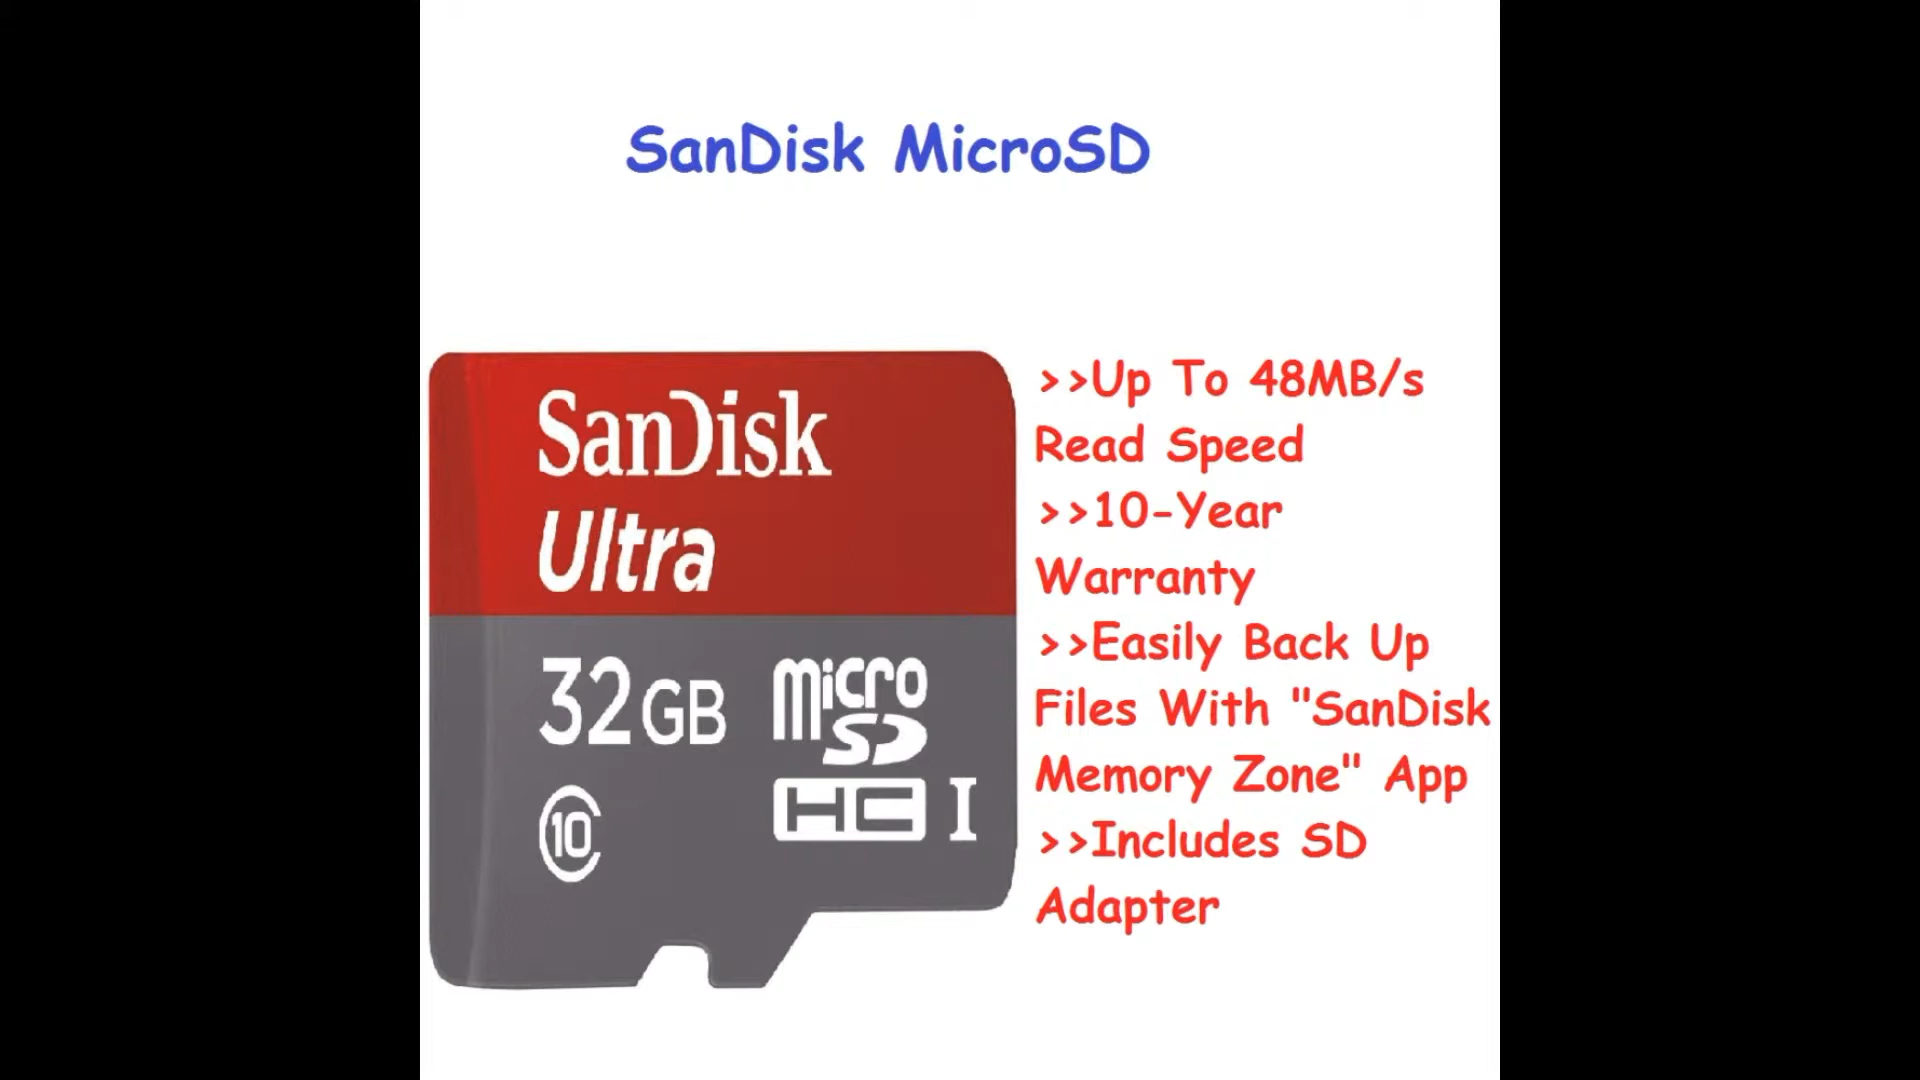 SanDisk MicroSD
SanDisk
Ultra
32GB
micro
SD
HC I
10
>>Up To 48MB/s
Read Speed
>>10-Year
Warranty
>>Easily Back Up
Files With "SanDisk
Memory Zone" App
>>Includes SD
Adapter